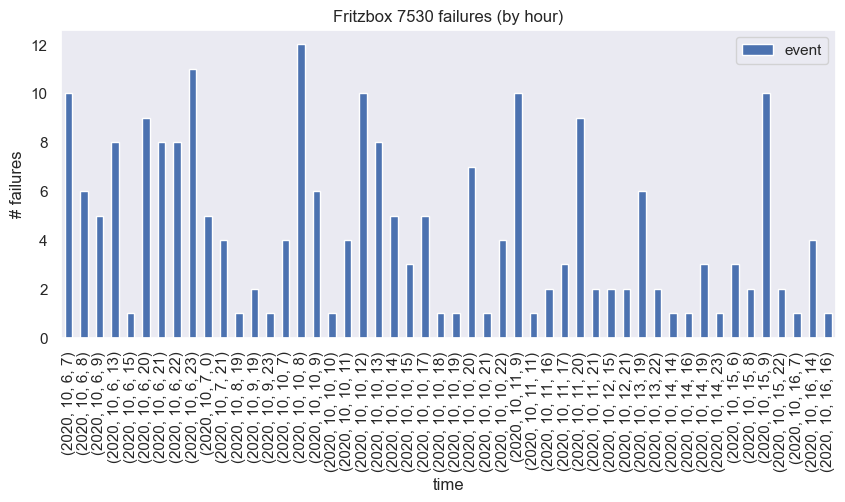 Fritzbox 7530 failures (by hour)
event
# failures
12
10
8
6
4
2
0
(2020, 10, 6, 7)
(2020, 10, 6, 8)
(2020, 10, 6, 9)
(2020, 10, 6, 13)
(2020, 10, 6, 15)
(2020, 10, 6, 20)
(2020, 10, 6, 21)
(2020, 10, 6, 22)
(2020, 10, 6, 23)
(2020, 10, 7, 0)
(2020, 10, 7, 21)
(2020, 10, 8, 19)
(2020, 10, 9, 19)
(2020, 10, 9, 23)
(2020, 10, 10, 7)
(2020, 10, 10, 8)
(2020, 10, 10, 9)
(2020, 10, 10, 10)
(2020, 10, 10, 11)
(2020, 10, 10, 12)
(2020, 10, 10, 13)
(2020, 10, 10, 14)
(2020, 10, 10, 15)
(2020, 10, 10, 17)
(2020, 10, 10, 18)
(2020, 10, 10, 19)
(2020, 10, 10, 20)
(2020, 10, 10, 21)
(2020, 10, 10, 22)
(2020, 10, 11, 9)
(2020, 10, 11, 11)
(2020, 10, 11, 16)
(2020, 10, 11, 17)
(2020, 10, 11, 20)
(2020, 10, 11, 21)
(2020, 10, 12, 15)
(2020, 10, 12, 21)
(2020, 10, 13, 19)
(2020, 10, 13, 22)
(2020, 10, 14, 14)
(2020, 10, 14, 16)
(2020, 10, 14, 19)
(2020, 10, 14, 23)
(2020, 10, 15, 6)
(2020, 10, 15, 8)
(2020, 10, 15, 9)
(2020, 10, 15, 22)
(2020, 10, 16, 7)
(2020, 10, 16, 14)
(2020, 10, 16, 16)
time